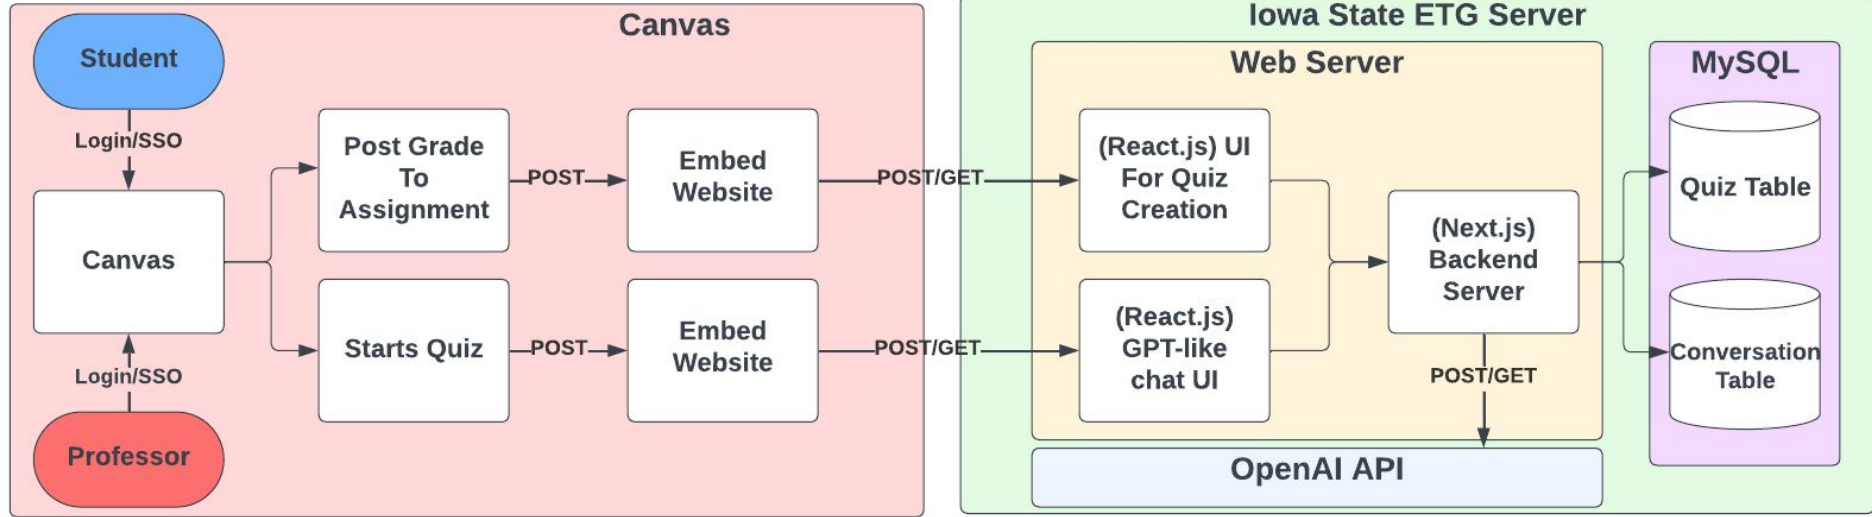 Canvas
Student
Login/SSO
Canvas
Login/SSO
Professor
Post Grade
To
Assignment
POST
Embed
Website
POST/GET
Starts Quiz
POST
Embed
Website
POST/GET
Iowa State ETG Server
Web Server
(React.js) UI
For Quiz
Creation
(React.js)
GPT-like
chat UI
(Next.js)
Backend
Server
POST/GET
OpenAI API
MySQL
Quiz Table
Conversation
Table